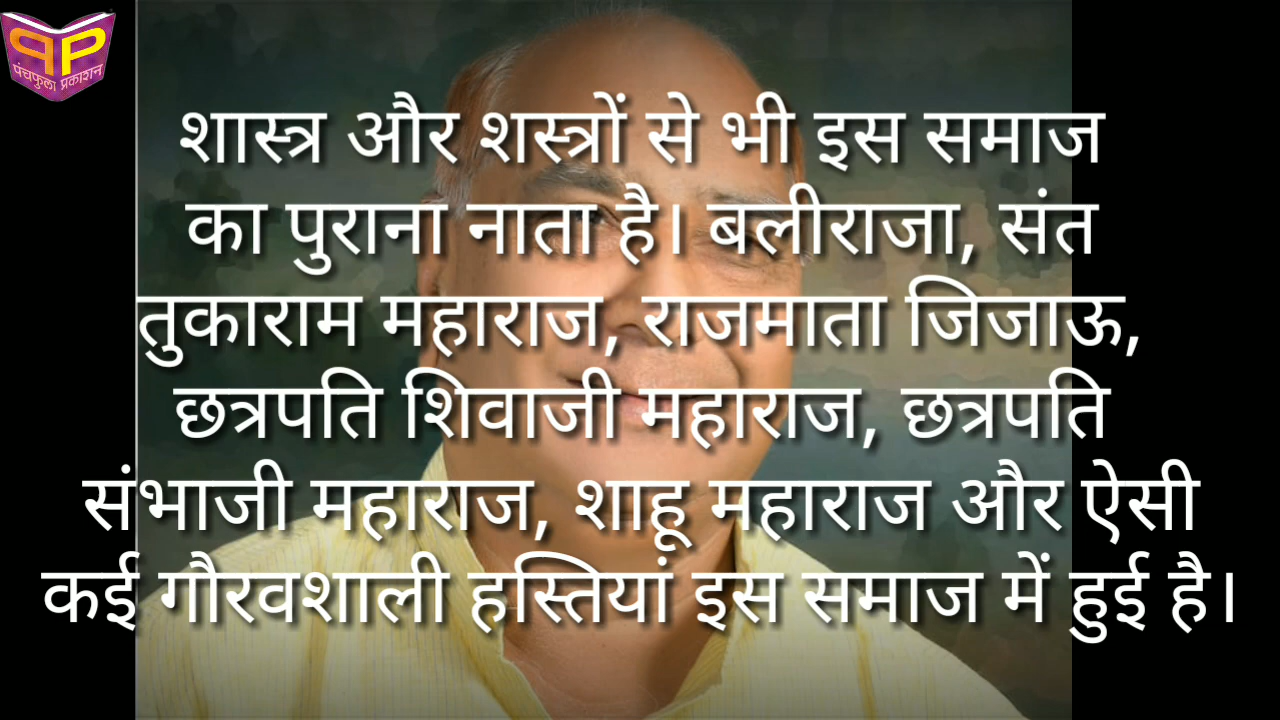 पंचफुला प्रकाशन
शास्त्र और शस्त्रों से भी इस समाज
का पुराना नाता है। बलीराजा, संत
तुकाराम महाराज, राजमाता जिजाऊ,
छत्रपति शिवाजी महाराज, छत्रपति
संभाजी महाराज, शाहू महाराज और ऐसी
कई गौरवशाली हस्तियां इस समाज में हुई है।